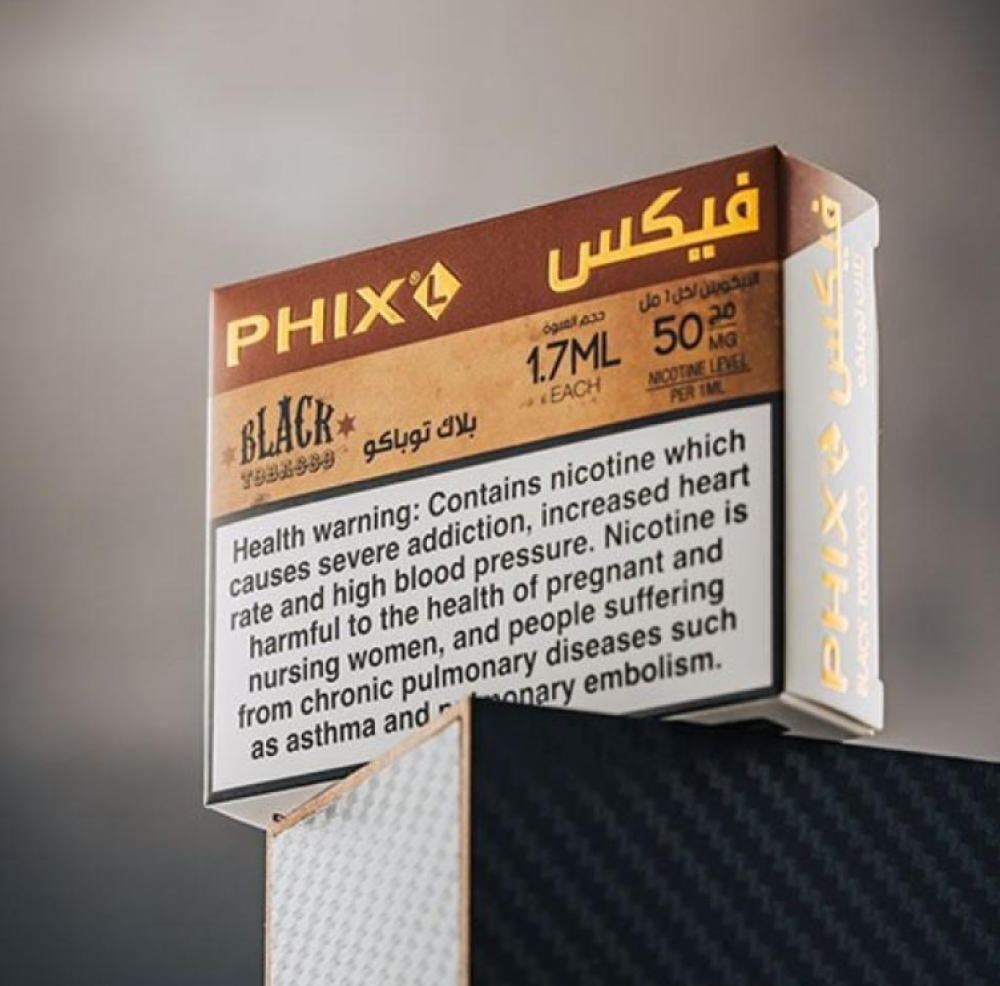 PHIX® L فيكس
BLACK
TOBACCO
بلاك توباكو
حجم العبوة
1.7ML
EACH
النيكوتين لكل 1 مل
50 مج
MG
NICOTINE LEVEL
PER 1ML
Health warning: Contains nicotine which
causes severe addiction, increased heart
rate and high blood pressure. Nicotine is
harmful to the health of pregnant and
nursing women, and people suffering
from chronic pulmonary diseases such
as asthma and embolism.
PHIX L فيكس
BLACK TOBACCO بلاك توباكو